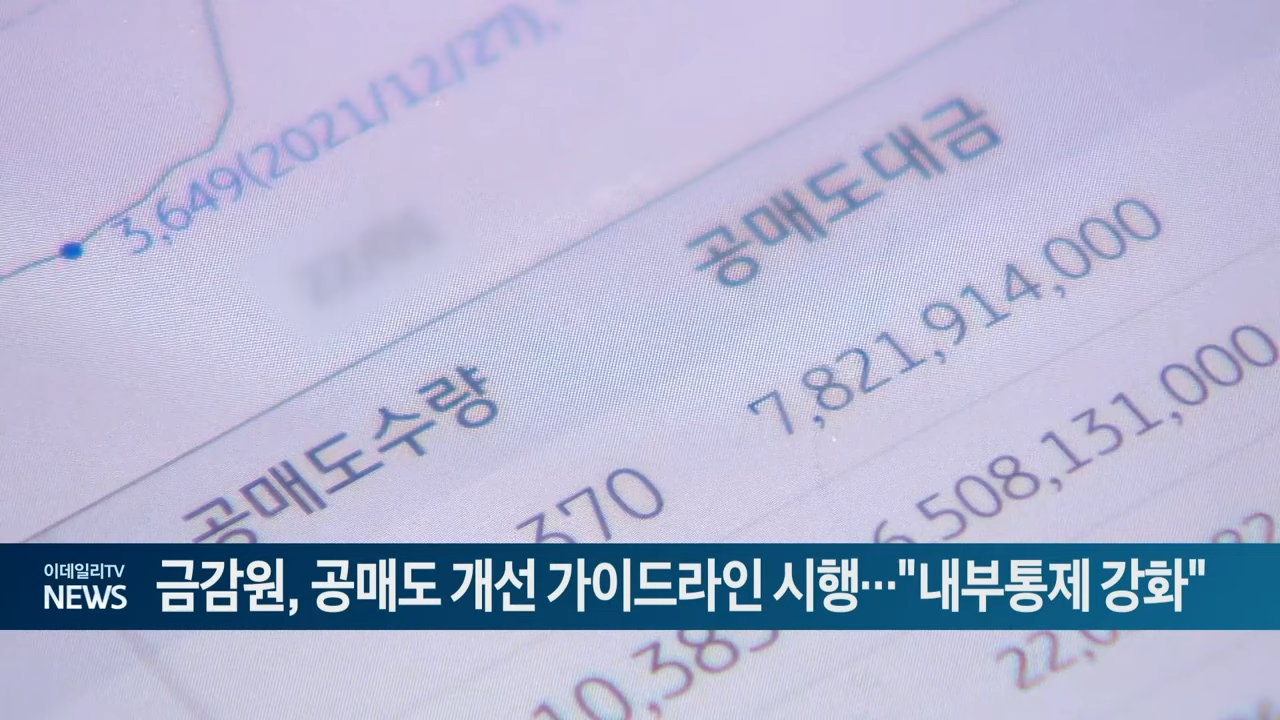 3,649(2021/12/27),
공매도대금
7,821,914,000
공매도수량
370
6,508,131,000
이데일리TV
NEWS
금감원, 공매도 개선 가이드라인 시행…"내부통제 강화"
10,383